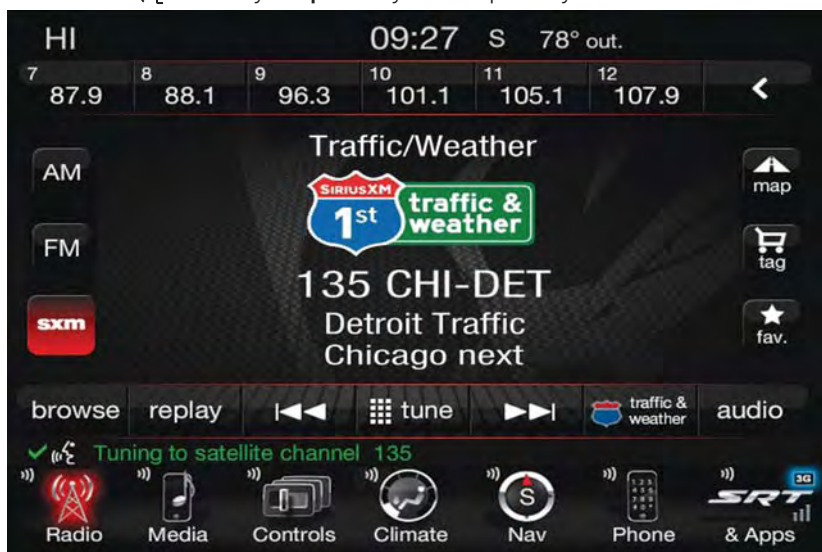 HI 09:27 S 78° out.
7 8 9 10 11 12
87.9 88.1 96.3 101.1 105.1 107.9
Traffic/Weather
AM
map
SIRIUSXM
1st traffic &
weather
FM
tag
135 CHI-DET
sxm
Detroit Traffic
fav.
Chicago next
browse replay tune traffic & weather audio
Tuning to satellite channel 135
3G
S
SRT
Radio Media Controls Climate Nav Phone & Apps